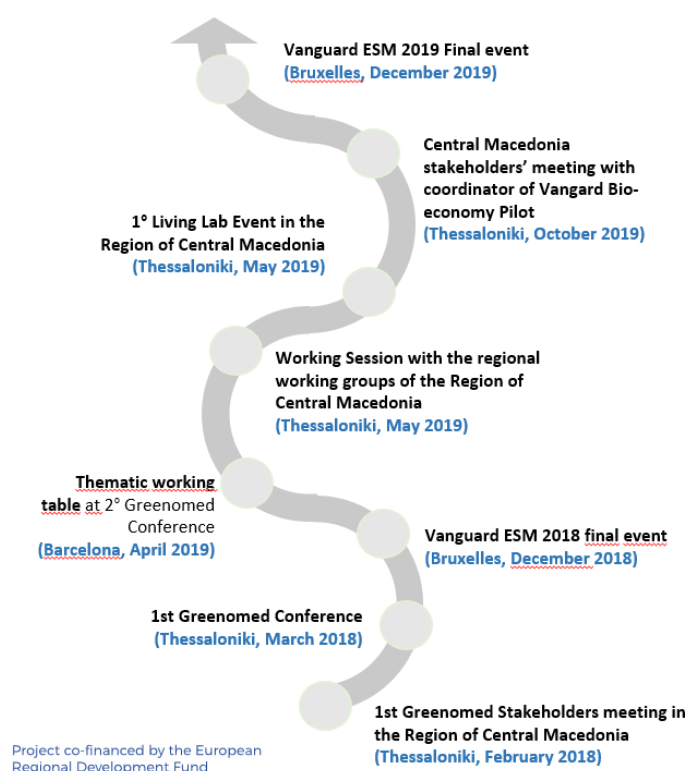 Vanguard ESM 2019 Final event
(Bruxelles, December 2019)
Central Macedonia
stakeholders’ meeting with
coordinator of Vangard Bio-
economy Pilot
(Thessaloniki, October 2019)
1° Living Lab Event in the
Region of Central Macedonia
(Thessaloniki, May 2019)
Working Session with the regional
working groups of the Region of
Central Macedonia
(Thessaloniki, May 2019)
Thematic working
table at 2° Greenomed
Conference
(Barcelona, April 2019)
Vanguard ESM 2018 final event
(Bruxelles, December 2018)
1st Greenomed Conference
(Thessaloniki, March 2018)
1st Greenomed Stakeholders meeting in
the Region of Central Macedonia
(Thessaloniki, February 2018)
Project co-financed by the European
Regional Development Fund